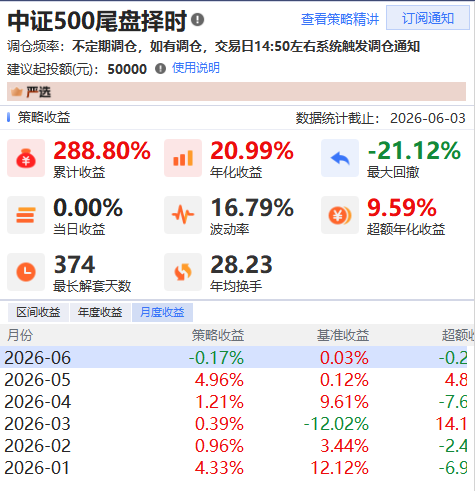 中证500尾盘择时
查看策略精讲
订阅通知
调仓频率：不定期调仓，如有调仓，交易日14:50左右系统触发调仓通知
建议起投额(元)：50000 使用说明
严选
策略收益 数据统计截止： 2026-06-03
288.80% 20.99% -21.12%
累计收益 年化收益 最大回撤
0.00% 16.79% 9.59%
当日收益 波动率 超额年化收益
374 28.23
最长解套天数 年均换手
区间收益 年度收益 月度收益
月份 策略收益 基准收益 超额
2026-06 -0.17% 0.03% -0.2
2026-05 4.96% 0.12% 4.8
2026-04 1.21% 9.61% -7.6
2026-03 0.39% -12.02% 14.1
2026-02 0.96% 3.44% -2.4
2026-01 4.33% 12.12% -6.9